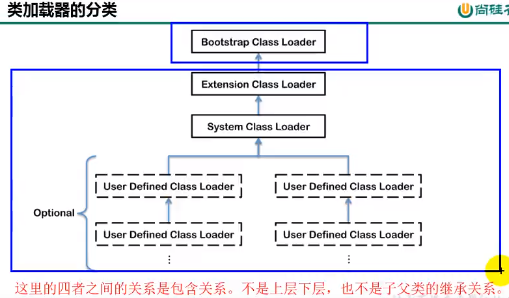 类加载器的分类
尚硅谷
Bootstrap Class Loader
Extension Class Loader
System Class Loader
User Defined Class Loader
User Defined Class Loader
Optional
User Defined Class Loader
User Defined Class Loader
⋮
⋮
这里的四者之间的关系是包含关系。不是上层下层,也不是子父类的继承关系。